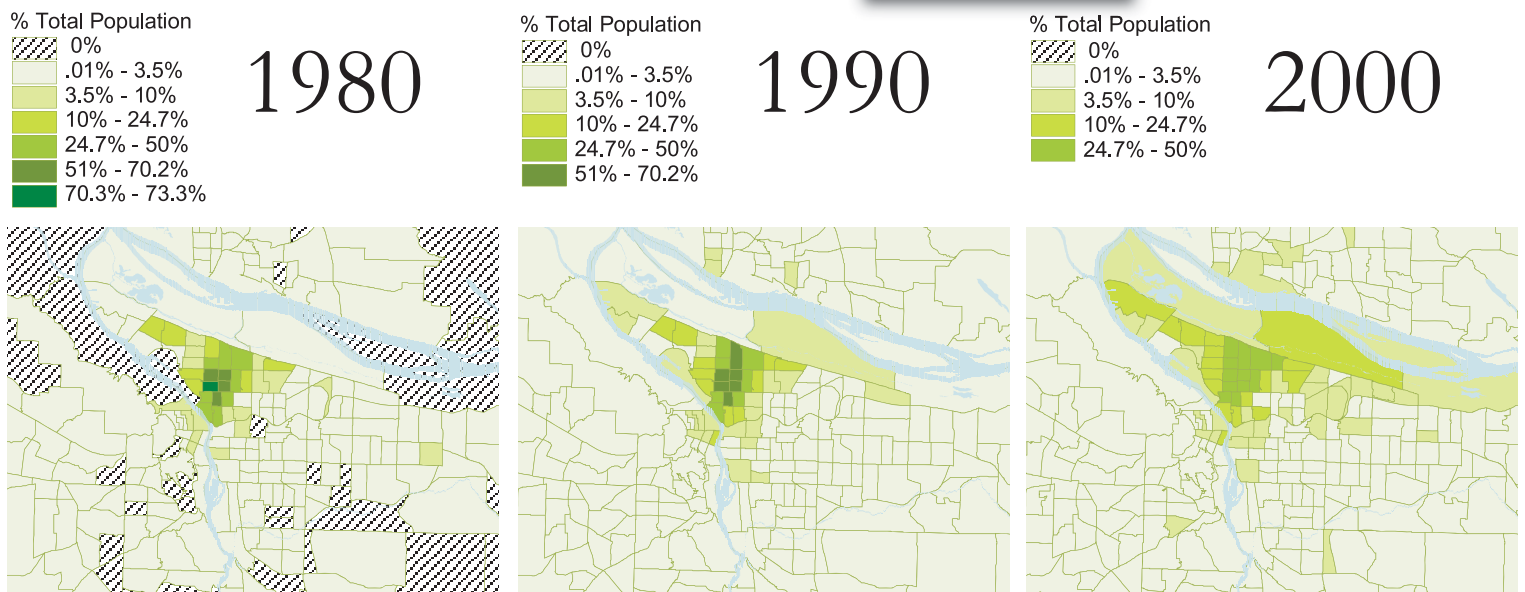 % Total Population
0%
.01% - 3.5%
3.5% - 10%
10% - 24.7%
24.7% - 50%
51% - 70.2%
70.3% - 73.3%
1980
% Total Population
0%
.01% - 3.5%
3.5% - 10%
10% - 24.7%
24.7% - 50%
51% - 70.2%
1990
% Total Population
0%
.01% - 3.5%
3.5% - 10%
10% - 24.7%
24.7% - 50%
2000